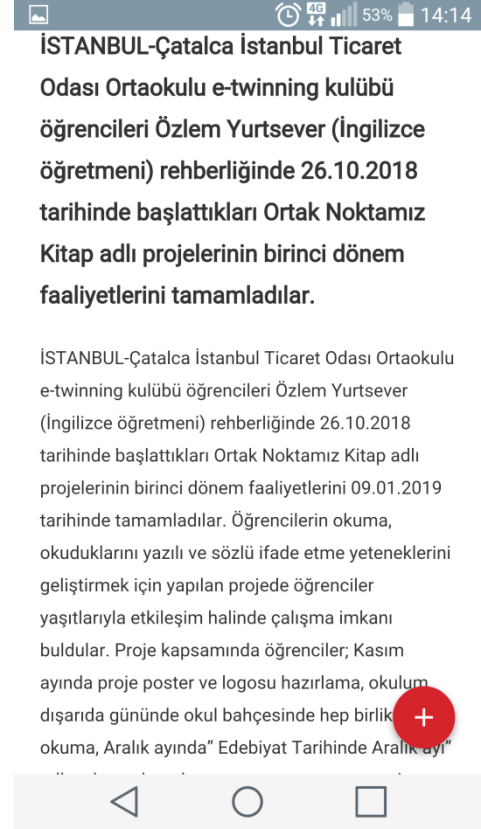 4G
53%
14:14
İSTANBUL-Çatalca İstanbul Ticaret
Odası Ortaokulu e-twinning kulübü
öğrencileri Özlem Yurtsever (İngilizce
öğretmeni) rehberliğinde 26.10.2018
tarihinde başlattıkları Ortak Noktamız
Kitap adlı projelerinin birinci dönem
faaliyetlerini tamamladılar.
İSTANBUL-Çatalca İstanbul Ticaret Odası Ortaokulu
e-twinning kulübü öğrencileri Özlem Yurtsever
(İngilizce öğretmeni) rehberliğinde 26.10.2018
tarihinde başlattıkları Ortak Noktamız Kitap adlı
projelerinin birinci dönem faaliyetlerini 09.01.2019
tarihinde tamamladılar. Öğrencilerin okuma,
okuduklarını yazılı ve sözlü ifade etme yeteneklerini
geliştirmek için yapılan projede öğrenciler
yaşıtlarıyla etkileşim halinde çalışma imkanı
buldular. Proje kapsamında öğrenciler; Kasım
ayında proje poster ve logosu hazırlama, okulum
dışarıda gününde okul bahçesinde hep birlik
okuma, Aralık ayında” Edebiyat Tarihinde Aralık ayı”